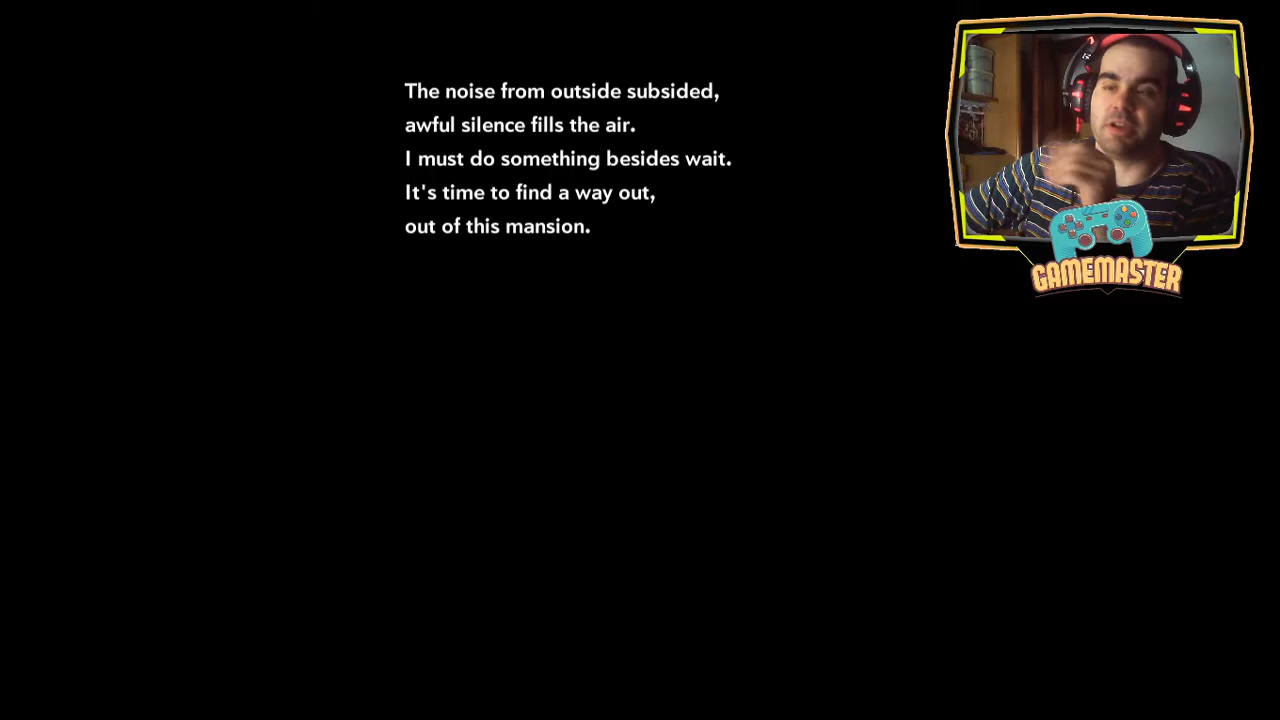 The noise from outside subsided,
awful silence fills the air.
I must do something besides wait.
It's time to find a way out,
out of this mansion.
GAMEMASTER